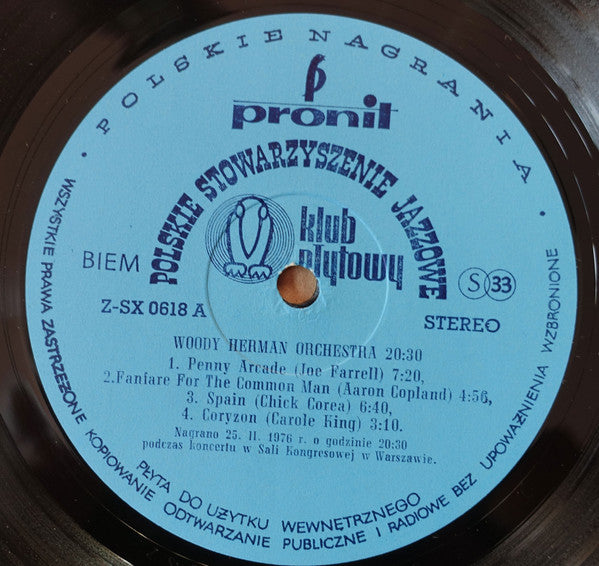 • POLSKIE NAGRANIA •
pronit
POLSKIE STOWARZYSZENIE JAZZOWE
klub
płytowy
BIEM
S 33
Z-SX 0618 A
STEREO
WOODY HERMAN ORCHESTRA 20:30
1. Penny Arcade (Joe Farrell) 7:20,
2.Fanfare For The Common Man (Aaron Copland) 4:56,
3. Spain (Chick Corea) 6:40,
4. Coryzon (Carole King) 3:10.
Nagrano 25. II. 1976 r. o godzinie 20:30
podczas koncertu w Sali Kongresowej w Warszawie.
PŁYTA DO UŻYTKU WEWNĘTRZNEGO
WSZYSTKIE PRAWA ZASTRZEŻONE KOPIOWANIE ODTWARZANIE PUBLICZNE I RADIOWE BEZ UPOWAŻNIENIA WZBRONIONE